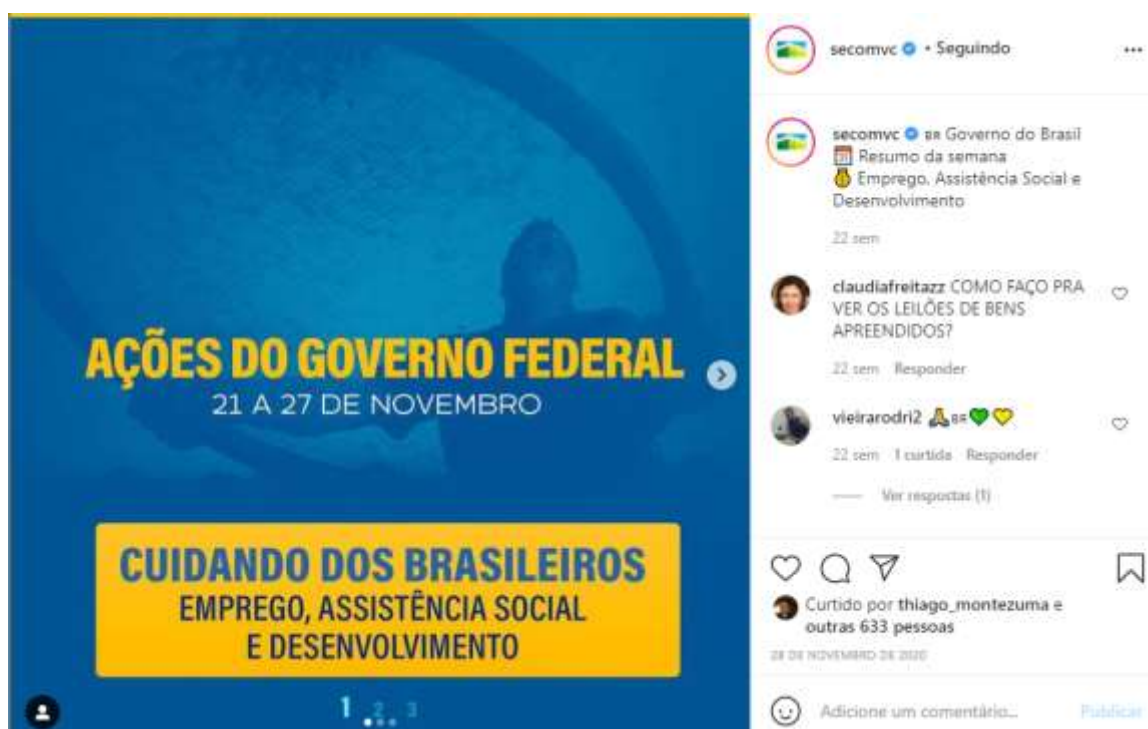 AÇÕES DO GOVERNO FEDERAL
21 A 27 DE NOVEMBRO
CUIDANDO DOS BRASILEIROS
EMPREGO, ASSISTÊNCIA SOCIAL
E DESENVOLVIMENTO
1 2 3
secomvc • Seguindo
secomvc BR Governo do Brasil
Resumo da semana
Emprego, Assistência Social e
Desenvolvimento
22 sem
claudiafreitazz COMO FAÇO PRA
VER OS LEILÕES DE BENS
APREENDIDOS?
22 sem Responder
vieirarodri2 🙏BR💚💛
22 sem 1 curtida Responder
Ver respostas (1)
Curtido por thiago_montezuma e
outras 633 pessoas
28 DE NOVEMBRO DE 2020
Adicione um comentário... Publicar